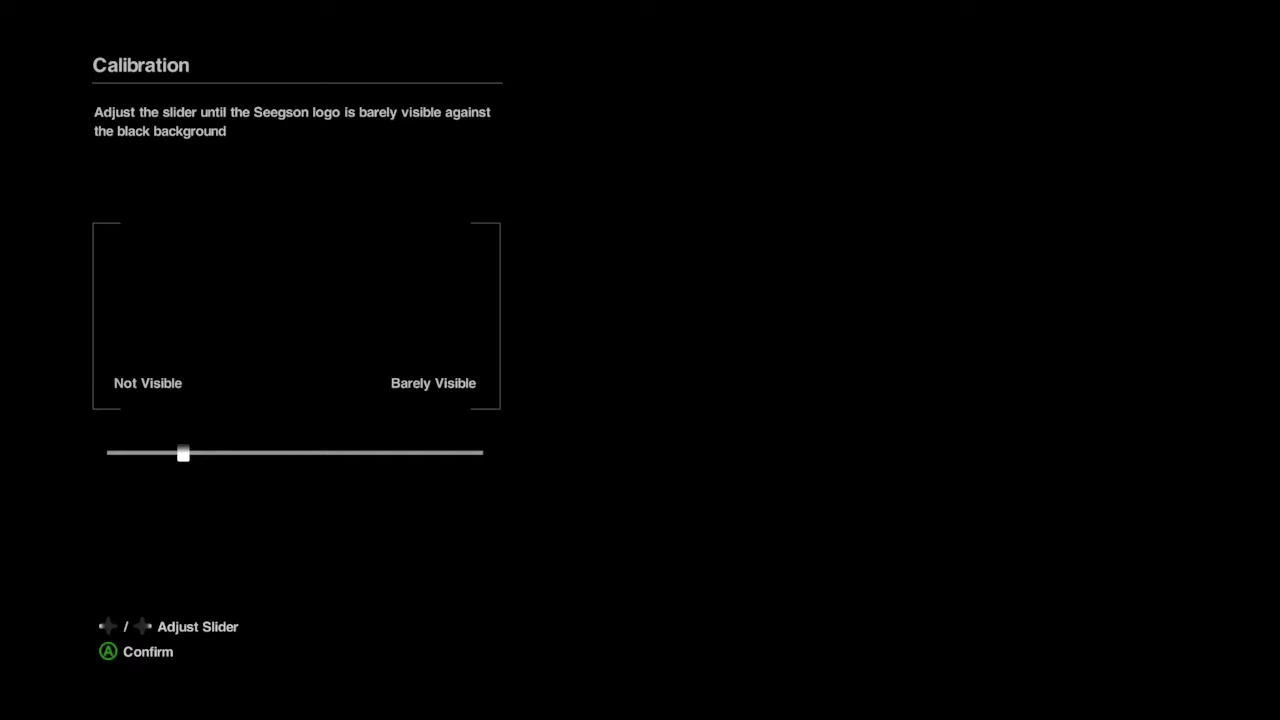 Calibration
Adjust the slider until the Seegson logo is barely visible against
the black background
Not Visible
Barely Visible
/ Adjust Slider
A Confirm